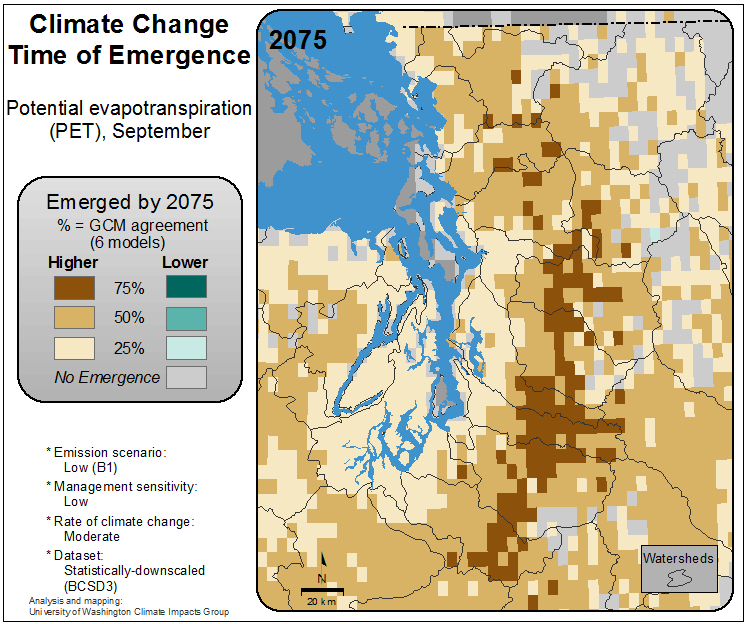 Climate Change
Time of Emergence
Potential evapotranspiration
(PET), September
Emerged by 2075
% = GCM agreement
(6 models)
Higher Lower
75%
50%
25%
No Emergence
* Emission scenario:
Low (B1)
* Management sensitivity:
Low
* Rate of climate change:
Moderate
* Dataset:
Statistically-downscaled
(BCSD3)
Analysis and mapping:
University of Washington Climate Impacts Group
2075
N
20 km
Watersheds